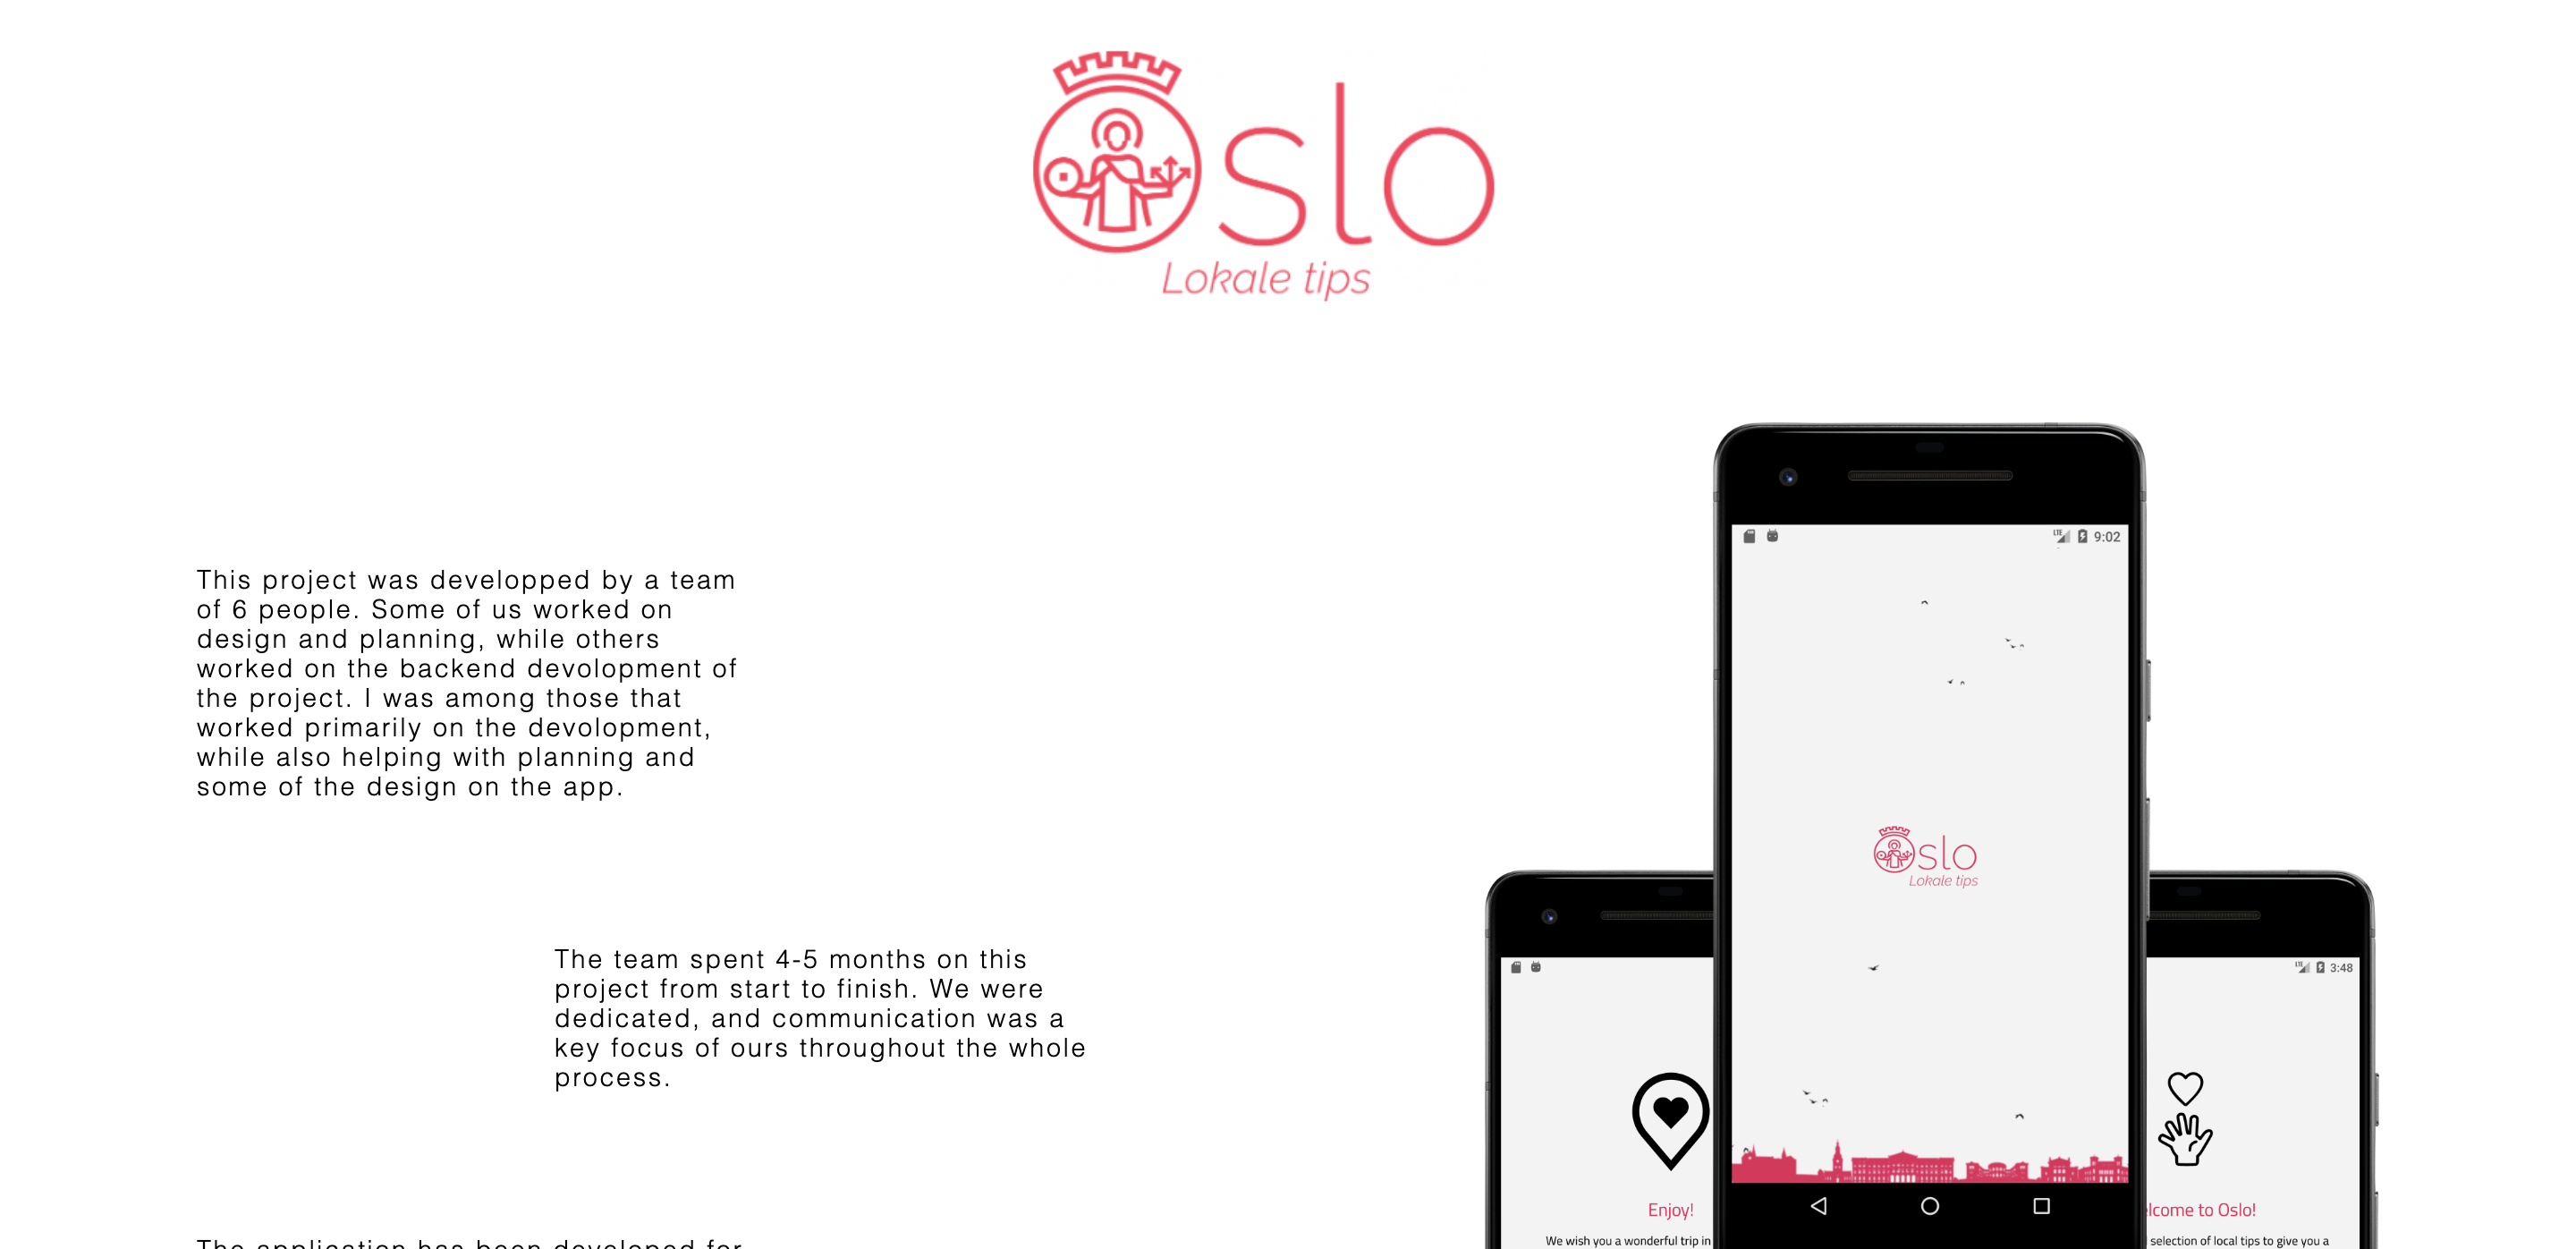 Oslo
Lokale tips
This project was developped by a team
of 6 people. Some of us worked on
design and planning, while others
worked on the backend devolopment of
the project. I was among those that
worked primarily on the devolopment,
while also helping with planning and
some of the design on the app.
The team spent 4-5 months on this
project from start to finish. We were
dedicated, and communication was a
key focus of ours throughout the whole
process.
The application has been developed for
LTE 9:02
Oslo
Lokale tips
Enjoy!
We wish you a wonderful trip in
LTE 3:48
lcome to Oslo!
selection of local tips to give you a